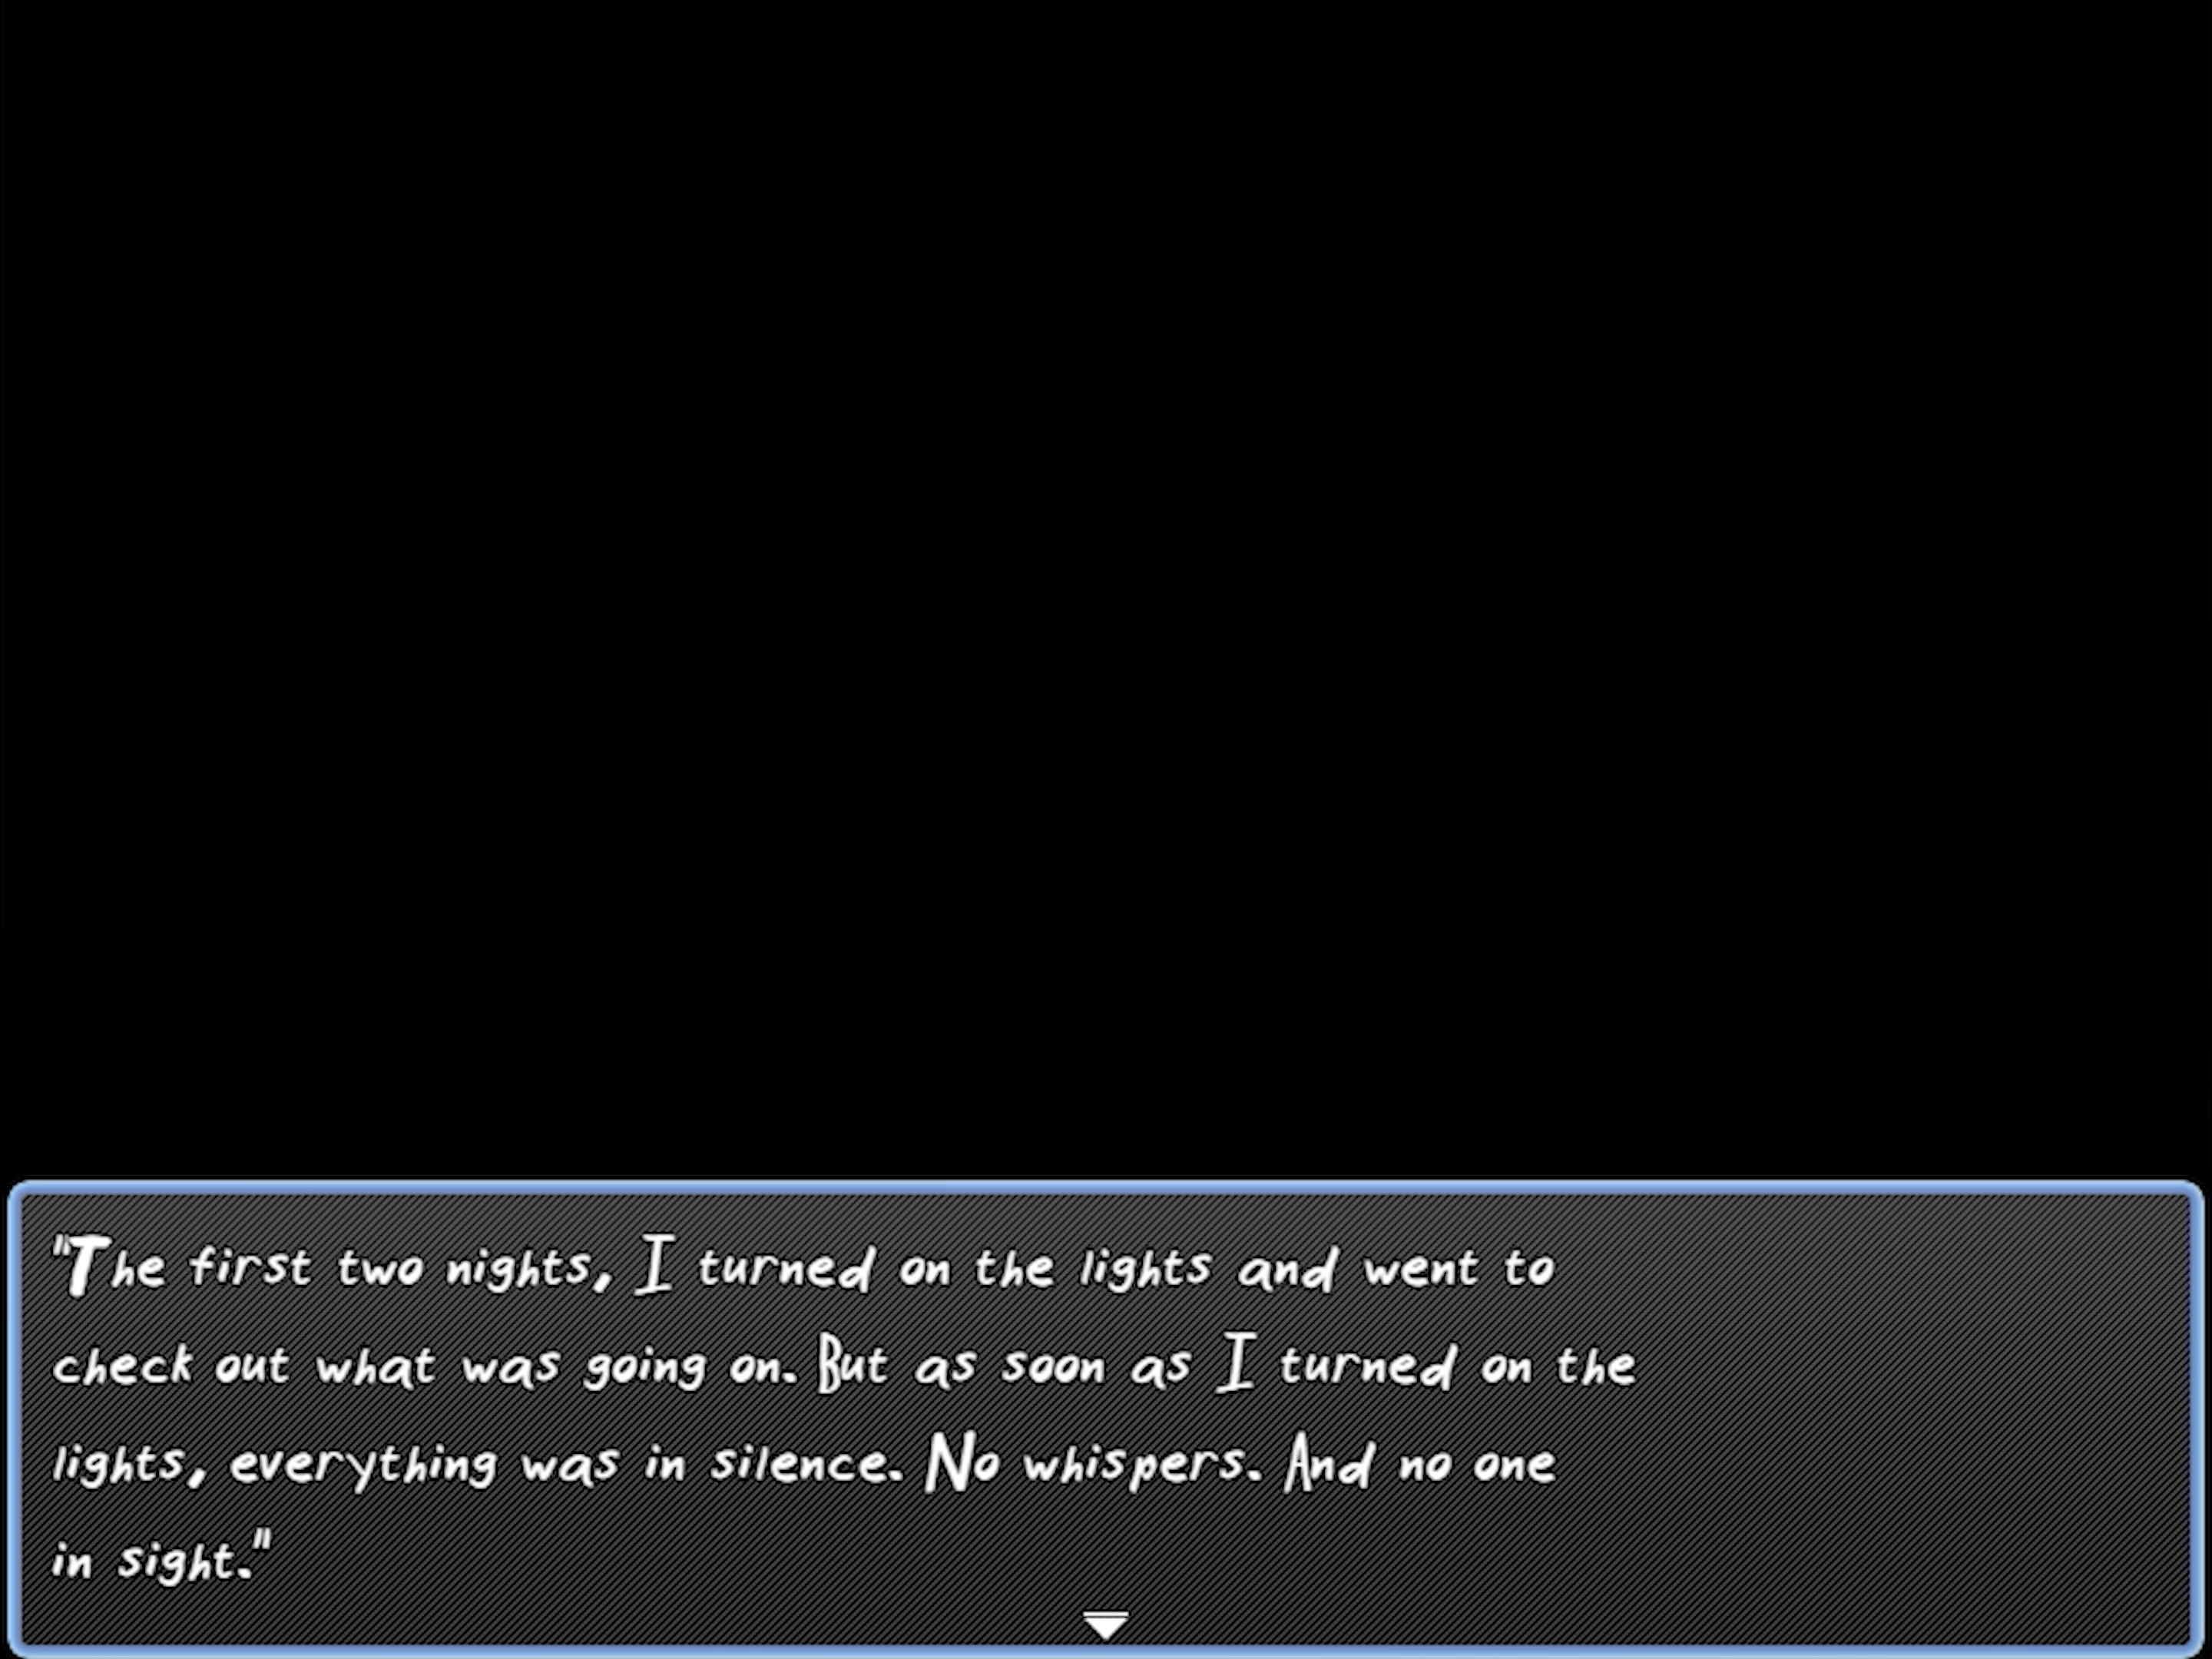 "The first two nights, I turned on the lights and went to
check out what was going on. But as soon as I turned on the
lights, everything was in silence. No whispers. And no one
in sight."